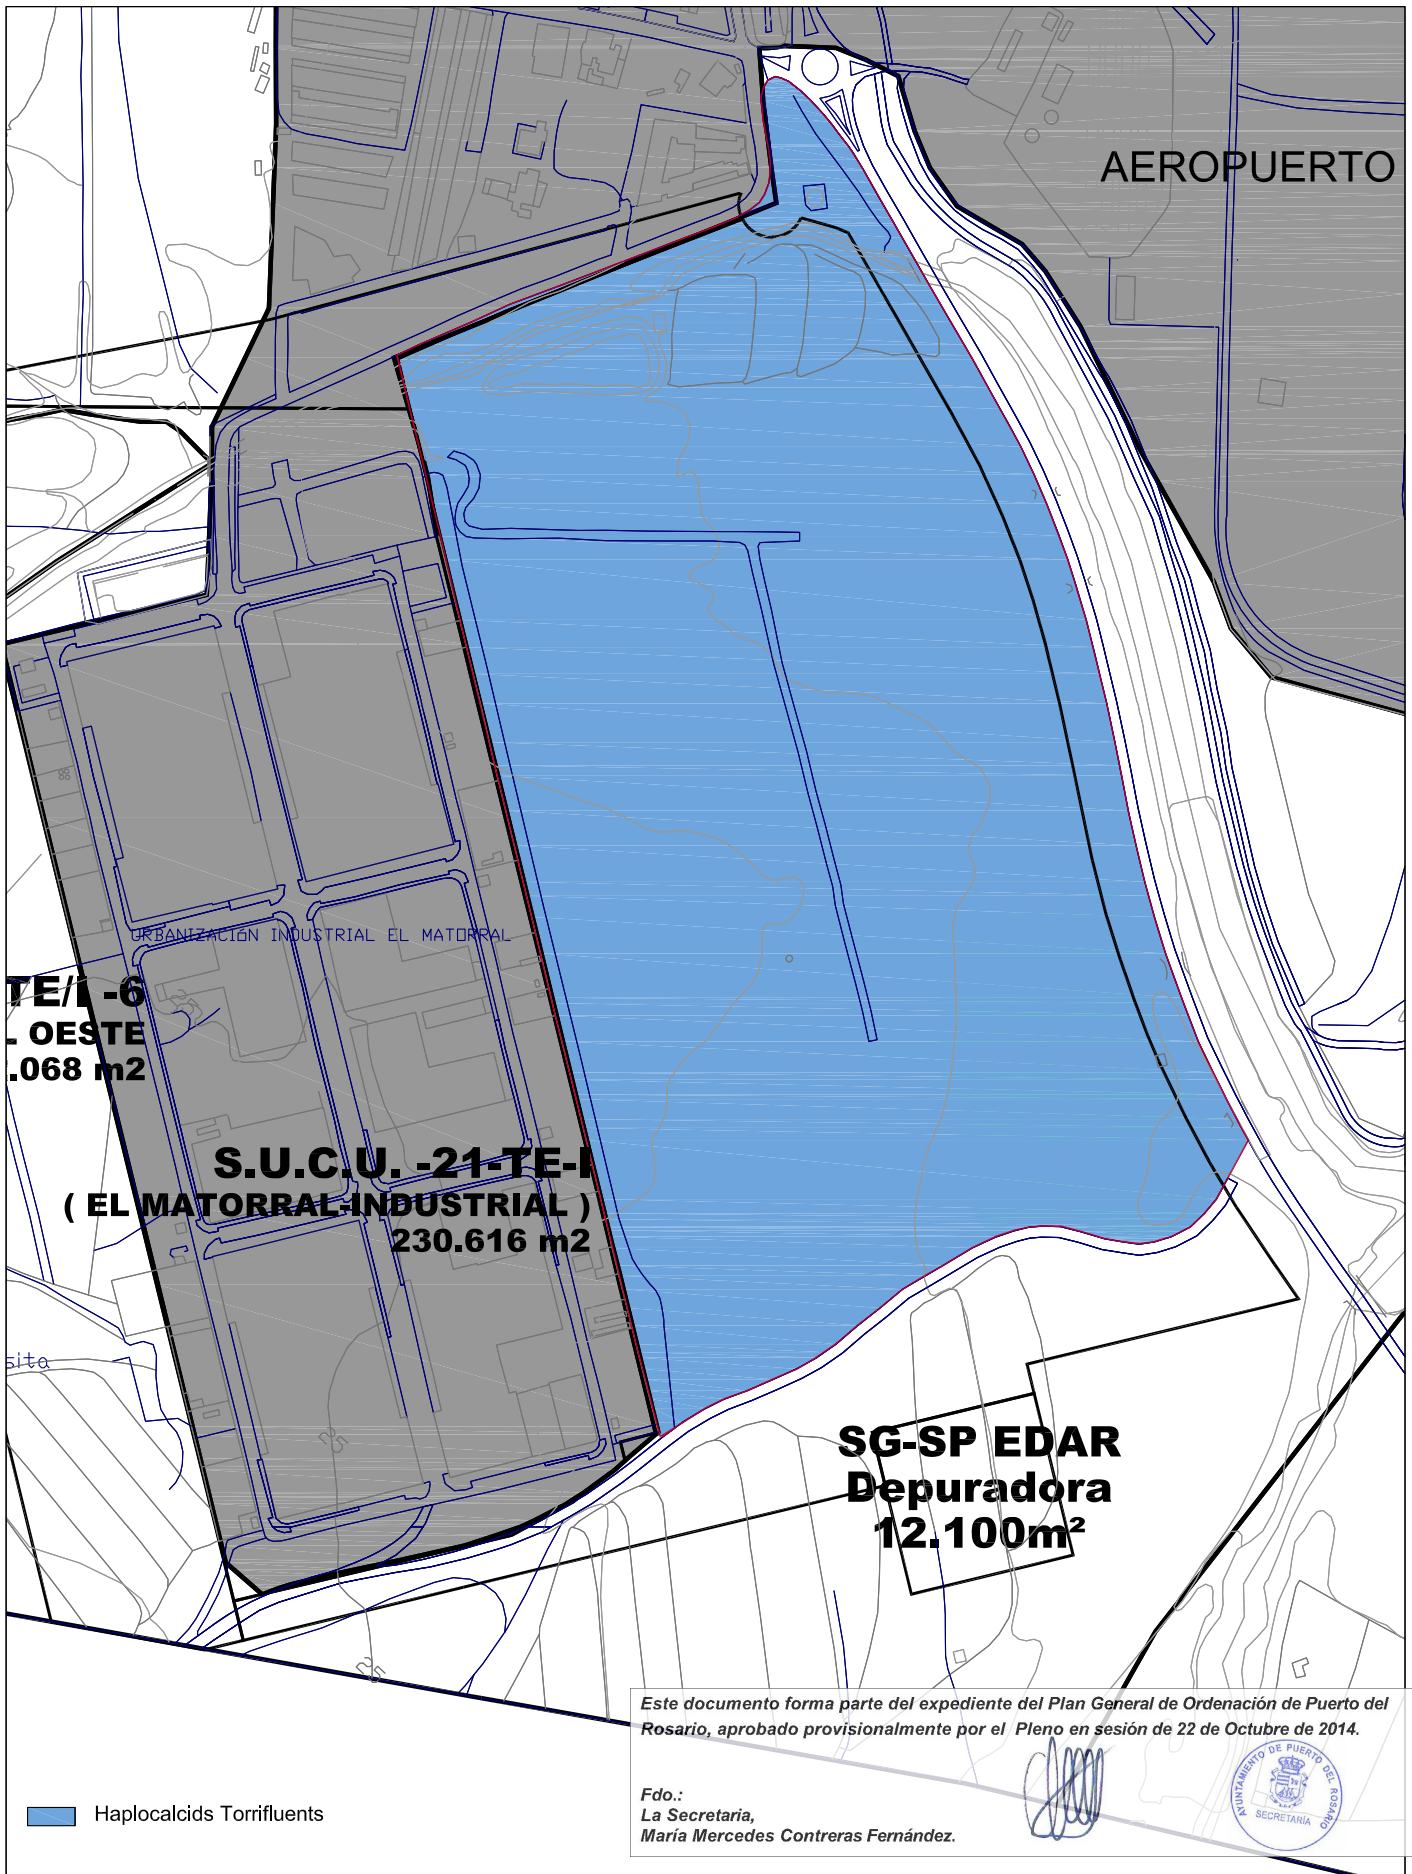 AEROPUERTO
URBANIZACIóN INDUSTRIAL EL MATORRAL
TE/I -6
OESTE
.068 m2
S.U.C.U. -21-TE-I
( EL MATORRAL-INDUSTRIAL )
230.616 m2
sita
25
SG-SP EDAR
Depuradora
12.100m²
25
Este documento forma parte del expediente del Plan General de Ordenación de Puerto del
Rosario, aprobado provisionalmente por el Pleno en sesión de 22 de Octubre de 2014.
Fdo.:
La Secretaria,
María Mercedes Contreras Fernández.
AYUNTAMIENTO DE PUERTO DEL ROSARIO
SECRETARÍA
Haplocalcids Torrifluents